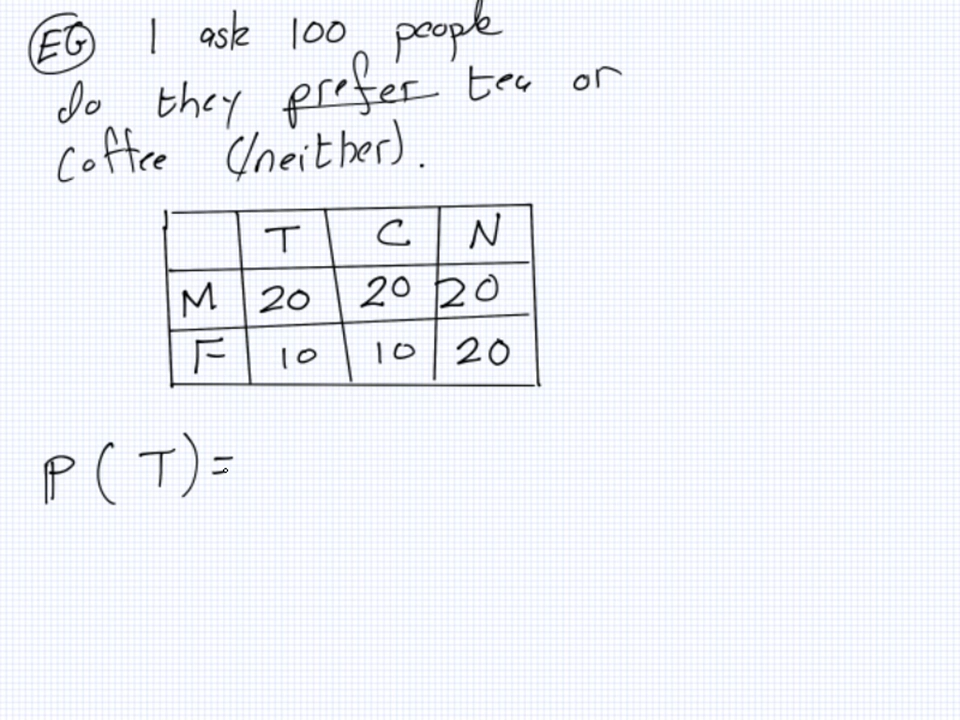 EG I ask 100 people
do they prefer tea or
Coffee (/neither).
T C N
M 20 20 20
F 10 10 20
P(T)=